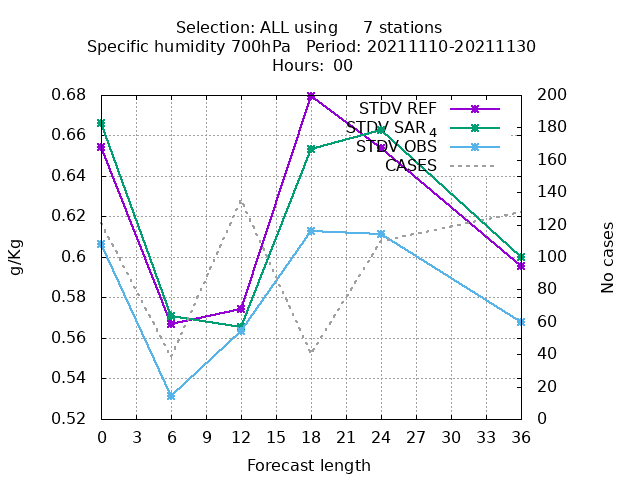 Selection: ALL using 7 stations
Specific humidity 700hPa Period: 20211110-20211130
Hours: 00
STDV REF
STDV SAR 4
STDV OBS
CASES
0.68
0.66
0.64
0.62
0.6
0.58
0.56
0.54
0.52
g/Kg
200
180
160
140
120
100
80
60
40
20
0
No cases
0 3 6 9 12 15 18 21 24 27 30 33 36
Forecast length